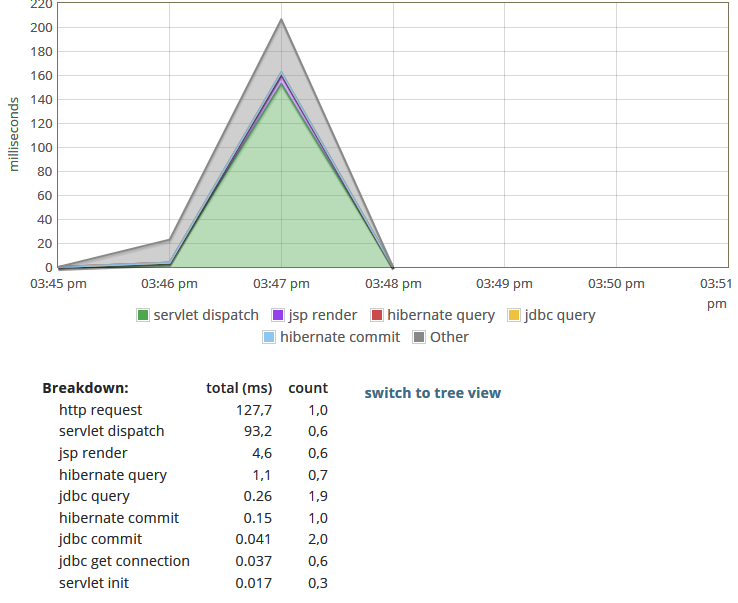 220
200
180
160
140
120
100
80
60
40
20
0
milliseconds
03:45 pm 03:46 pm 03:47 pm 03:48 pm 03:49 pm 03:50 pm 03:51 pm
servlet dispatch jsp render hibernate query jdbc query
hibernate commit Other
Breakdown: total (ms) count switch to tree view
http request 127,7 1,0
servlet dispatch 93,2 0,6
jsp render 4,6 0,6
hibernate query 1,1 0,7
jdbc query 0.26 1,9
hibernate commit 0.15 1,0
jdbc commit 0.041 2,0
jdbc get connection 0.037 0,6
servlet init 0.017 0,3